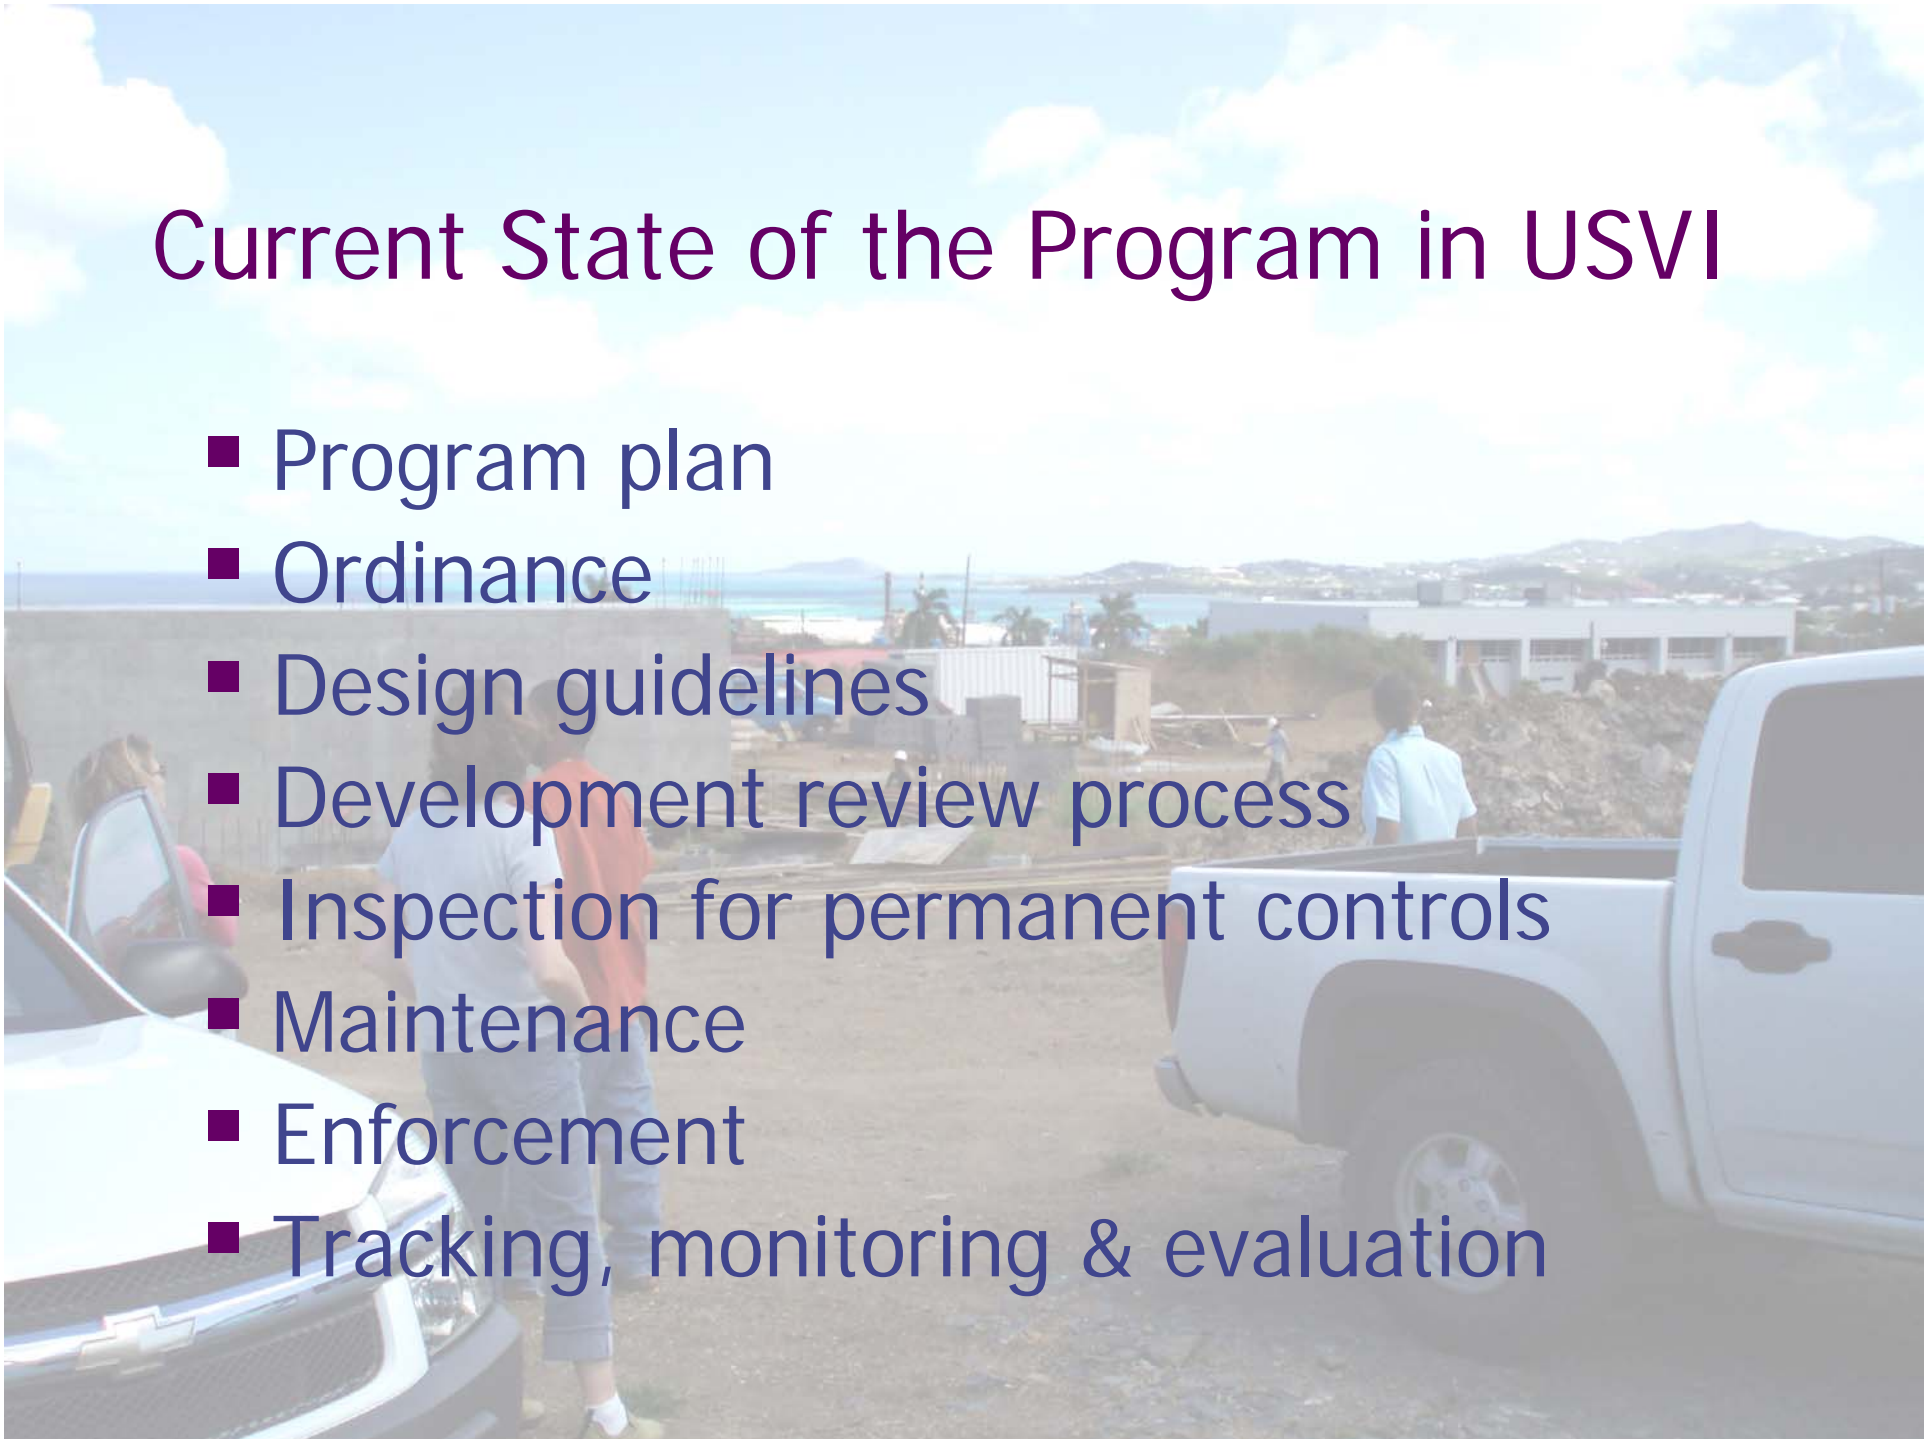 Current State of the Program in USVI
▪ Program plan
▪ Ordinance
▪ Design guidelines
▪ Development review process
▪ Inspection for permanent controls
▪ Maintenance
▪ Enforcement
▪ Tracking, monitoring & evaluation